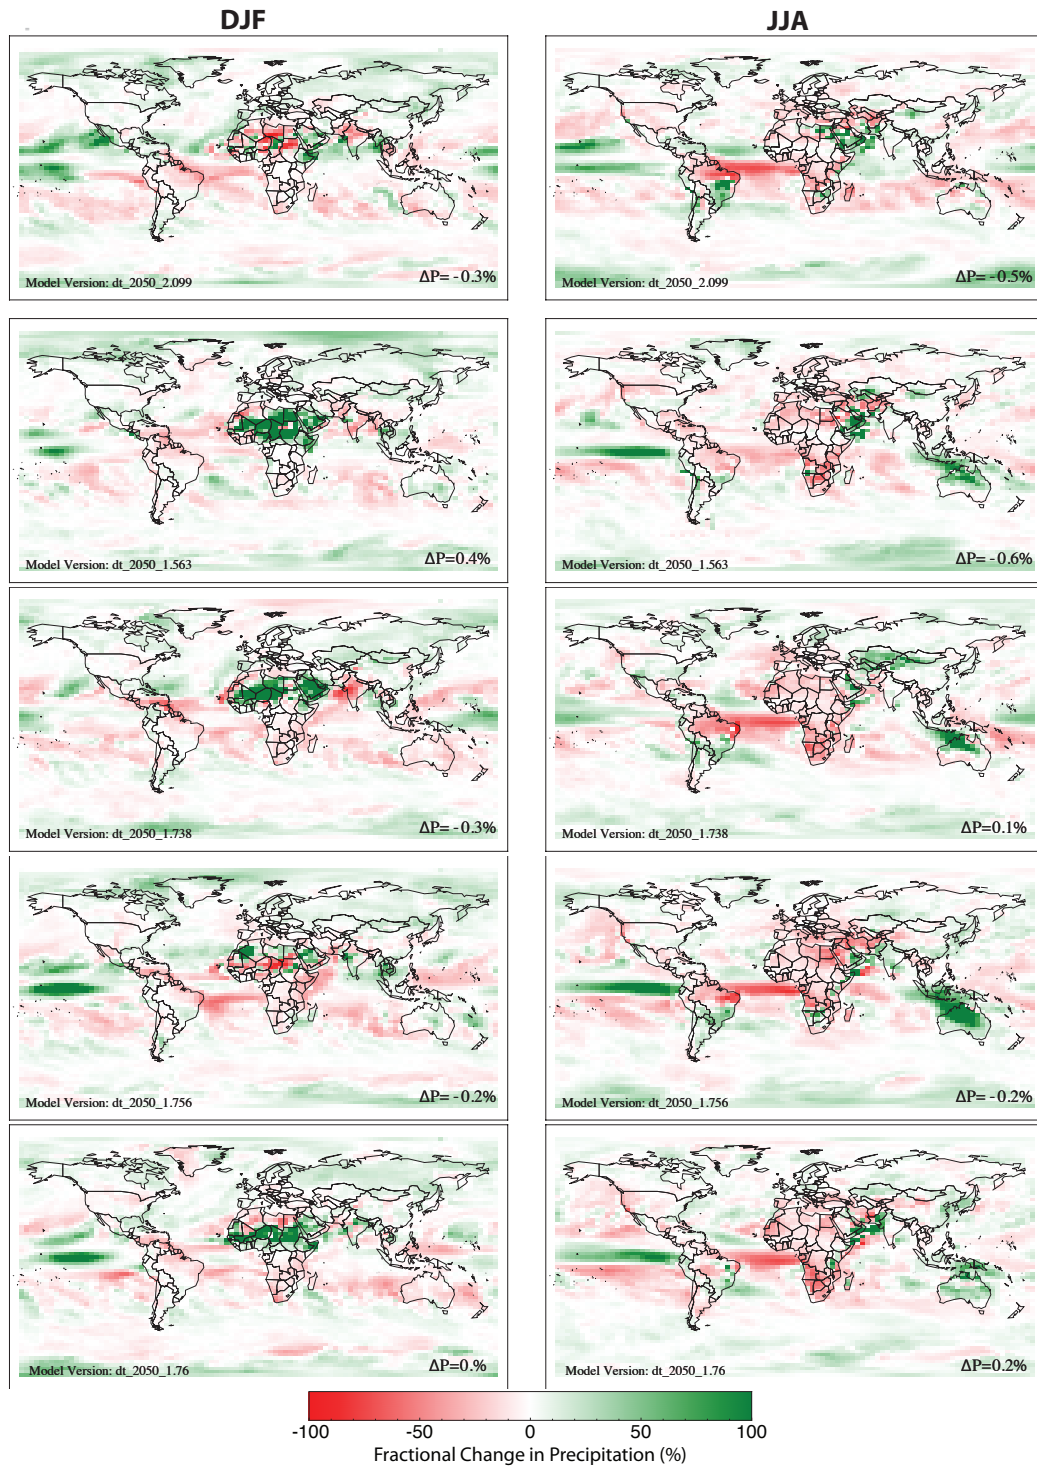 DJF JJA
Model Version: dt_2050_2.099 ΔP= -0.3%
Model Version: dt_2050_2.099 ΔP= -0.5%
Model Version: dt_2050_1.563 ΔP=0.4%
Model Version: dt_2050_1.563 ΔP= -0.6%
Model Version: dt_2050_1.738 ΔP= -0.3%
Model Version: dt_2050_1.738 ΔP=0.1%
Model Version: dt_2050_1.756 ΔP= -0.2%
Model Version: dt_2050_1.756 ΔP= -0.2%
Model Version: dt_2050_1.76 ΔP=0.%
Model Version: dt_2050_1.76 ΔP=0.2%
-100 -50 0 50 100
Fractional Change in Precipitation (%)